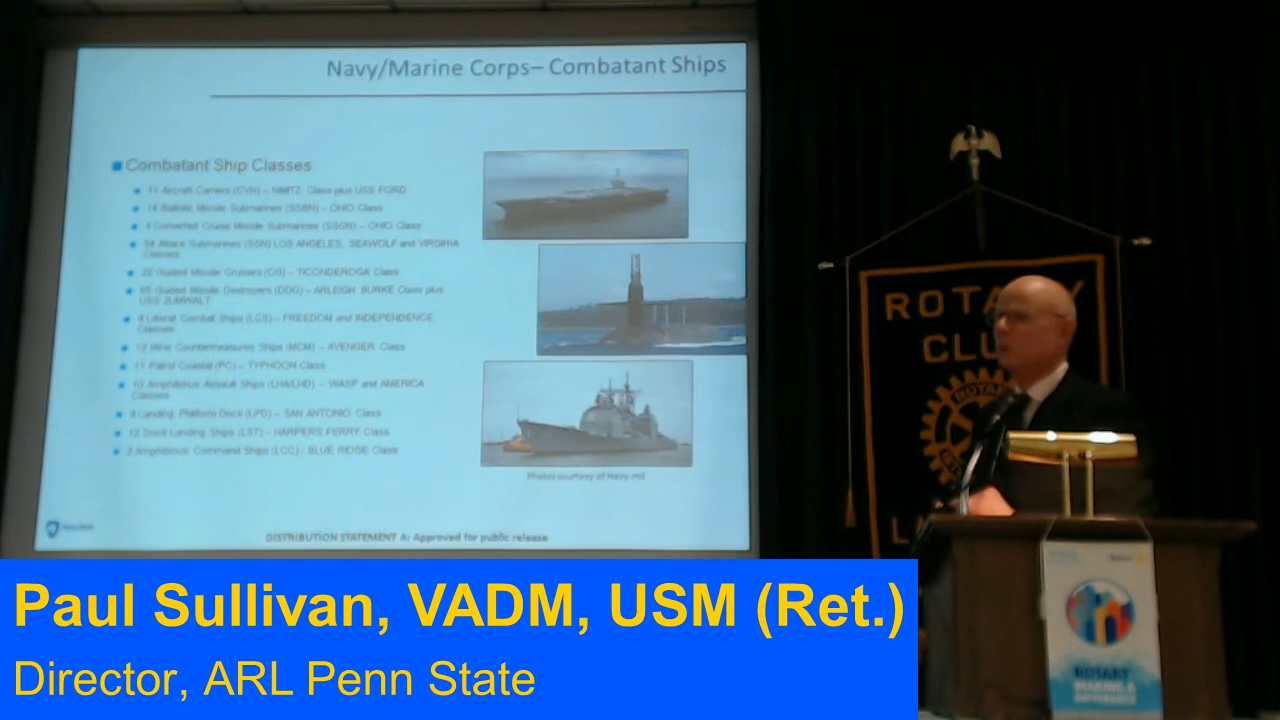 Navy/Marine Corps– Combatant Ships
Combatant Ship Classes
11 Aircraft Carriers (CVN) – NIMITZ Class plus USS FORD
Ballistic Missile Submarines (SSBN) – OHIO Class
4 Converted Cruise Missile Submarines (SSGN) – OHIO Class
54 Attack Submarines (SSN) LOS ANGELES, SEAWOLF and VIRGINIA
Classes
22 Guided Missile Cruisers (CG) – TICONDEROGA Class
Guided Missile Destroyers (DDG) – ARLEIGH BURKE Class plus
USS ZUMWALT
Littoral Combat Ships (LCS) – FREEDOM and INDEPENDENCE
Classes
12 Mine Countermeasures Ships (MCM) – AVENGER Class
11 Patrol Coastal (PC) – TYPHOON Class
10 Amphibious Assault Ships (LHA/LHD) – WASP and AMERICA
Classes
Landing Platform Dock (LPD) – SAN ANTONIO Class
12 Dock Landing Ships (LST) – HARPERS FERRY Class
2 Amphibious Command Ships (LCC) - BLUE RIDGE Class
Photos courtesy of Navy.mil
DISTRIBUTION STATEMENT A: Approved for public release
ROTA Y
CLU
ROTARY
L
ROTARY
MAKING A
DIFFERENCE
Paul Sullivan, VADM, USM (Ret.)
Director, ARL Penn State